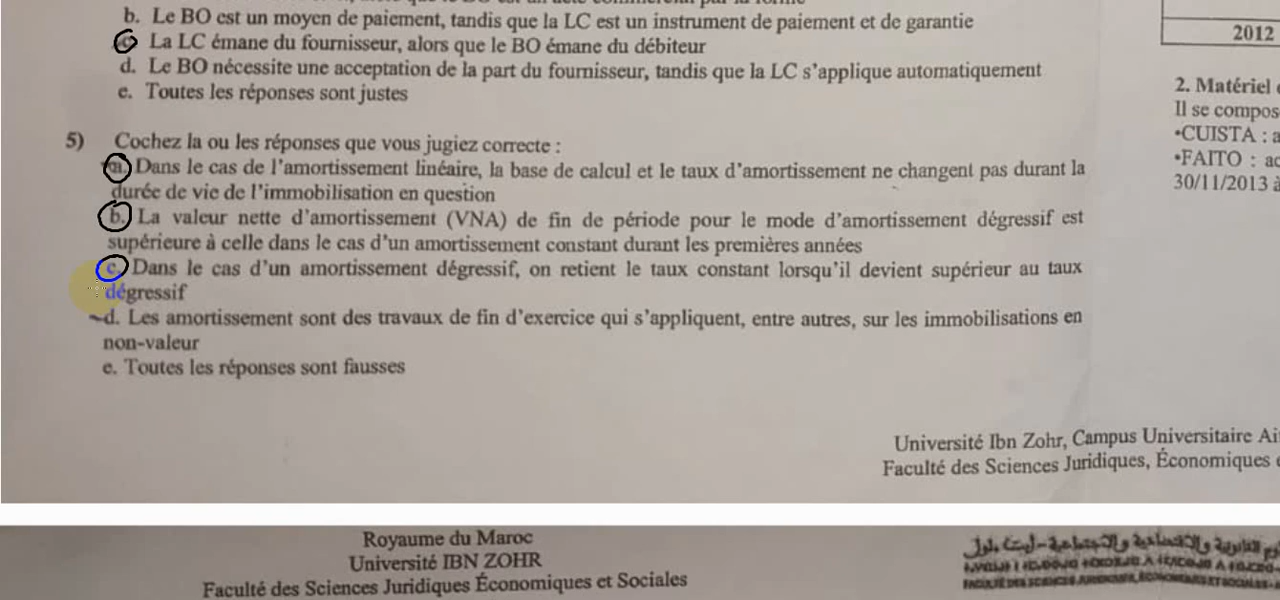 b. Le BO est un moyen de paiement, tandis que la LC est un instrument de paiement et de garantie
c. La LC émane du fournisseur, alors que le BO émane du débiteur
d. Le BO nécessite une acceptation de la part du fournisseur, tandis que la LC s'applique automatiquement
e. Toutes les réponses sont justes
5) Cochez la ou les réponses que vous jugiez correcte :
a. Dans le cas de l'amortissement linéaire, la base de calcul et le taux d'amortissement ne changent pas durant la
durée de vie de l'immobilisation en question
b. La valeur nette d'amortissement (VNA) de fin de période pour le mode d'amortissement dégressif est
supérieure à celle dans le cas d'un amortissement constant durant les premières années
c. Dans le cas d'un amortissement dégressif, on retient le taux constant lorsqu'il devient supérieur au taux
dégressif
d. Les amortissement sont des travaux de fin d'exercice qui s'appliquent, entre autres, sur les immobilisations en
non-valeur
e. Toutes les réponses sont fausses
2012
2. Matériel
Il se compos
•CUISTA : a
•FAITO : ac
30/11/2013 à
Université Ibn Zohr, Campus Universitaire Ai
Faculté des Sciences Juridiques, Économiques
Royaume du Maroc
Université IBN ZOHR
Faculté des Sciences Juridiques Économiques et Sociales